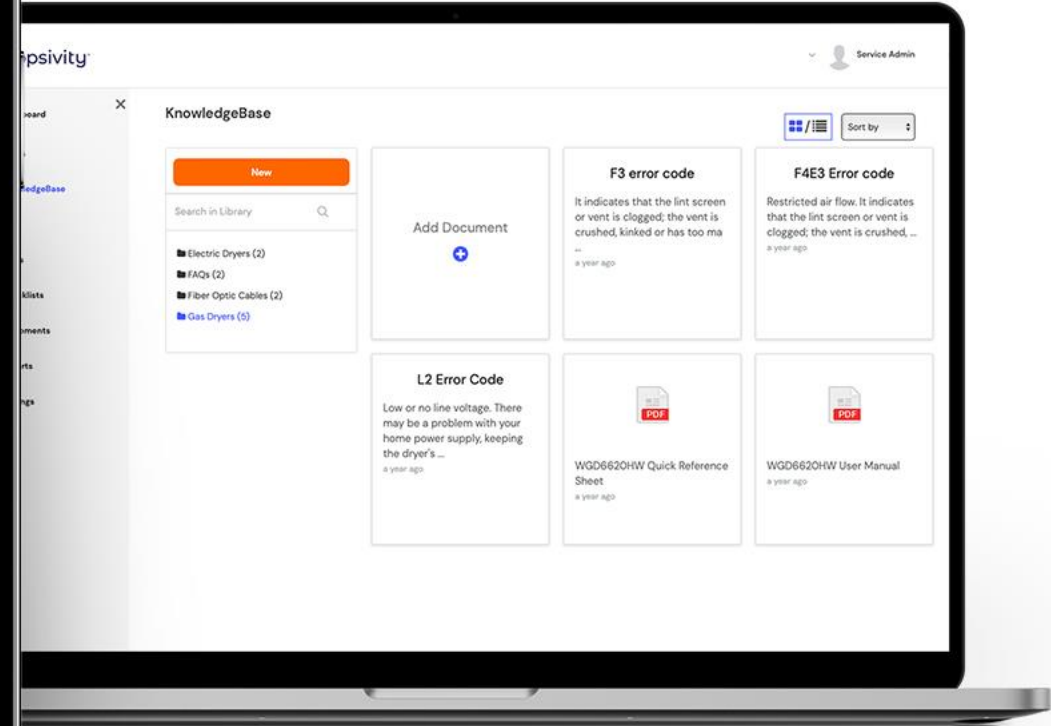 psivity
Service Admin
KnowledgeBase
Sort by
New
Search in Library
Electric Dryers (2)
FAQs (2)
Fiber Optic Cables (2)
Gas Dryers (5)
Add Document
F3 error code
It indicates that the lint screen
or vent is clogged; the vent is
crushed, kinked or has too ma
...
a year ago
F4E3 Error code
Restricted air flow. It indicates
that the lint screen or vent is
clogged; the vent is crushed, ...
a year ago
L2 Error Code
Low or no line voltage. There
may be a problem with your
home power supply, keeping
the dryer's ...
a year ago
PDF
WGD6620HW Quick Reference
Sheet
a year ago
PDF
WGD6620HW User Manual
a year ago